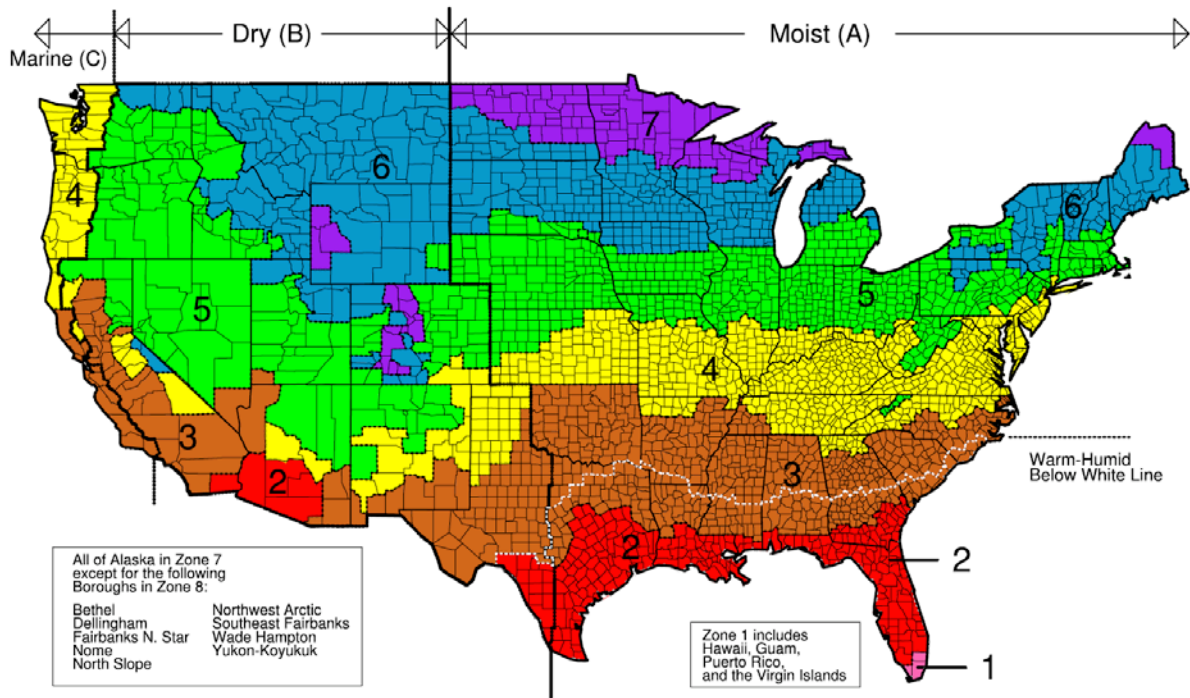 Dry (B)
Moist (A)
Marine (C)
7
6
4
6
5
5
4
3
3
2
2
2
1
Warm-Humid
Below White Line
All of Alaska in Zone 7
except for the following
Boroughs in Zone 8:
Bethel
Dellingham
Fairbanks N. Star
Nome
North Slope
Northwest Arctic
Southeast Fairbanks
Wade Hampton
Yukon-Koyukuk
Zone 1 includes
Hawaii, Guam,
Puerto Rico,
and the Virgin Islands